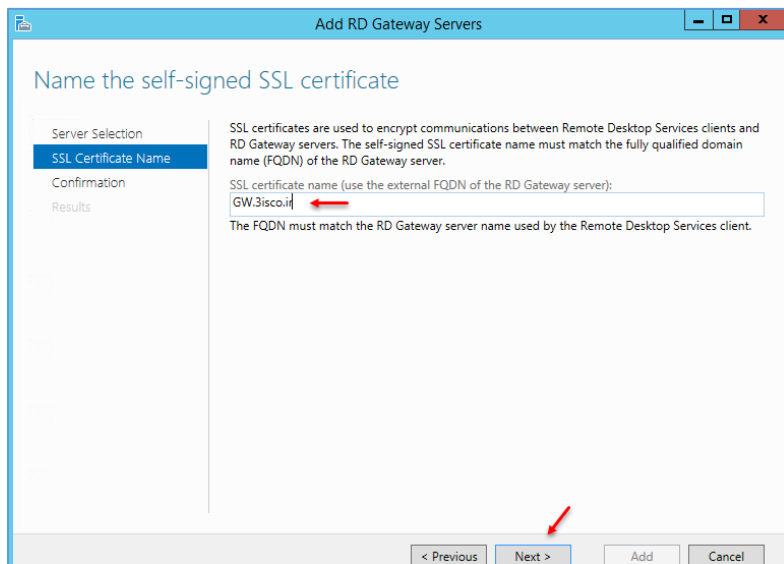 Add RD Gateway Servers
Name the self-signed SSL certificate
Server Selection
SSL Certificate Name
Confirmation
Results
SSL certificates are used to encrypt communications between Remote Desktop Services clients and
RD Gateway servers. The self-signed SSL certificate name must match the fully qualified domain
name (FQDN) of the RD Gateway server.
SSL certificate name (use the external FQDN of the RD Gateway server):
GW.3isco.ir
The FQDN must match the RD Gateway server name used by the Remote Desktop Services client.
< Previous
Next >
Add
Cancel